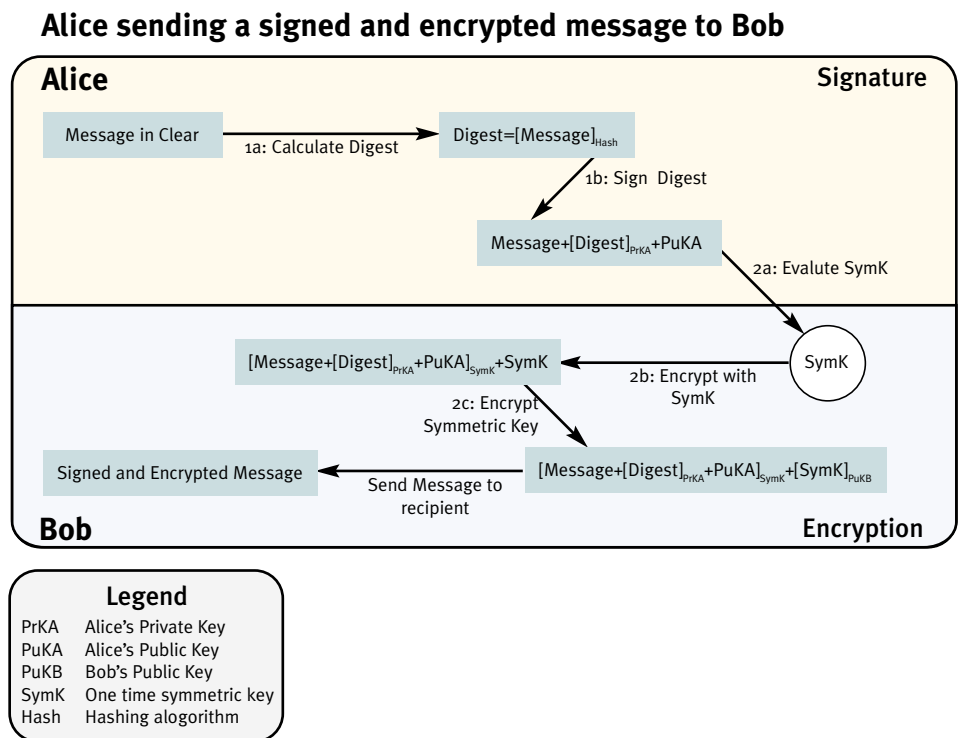 Alice sending a signed and encrypted message to Bob
Alice
Signature
Message in Clear
1a: Calculate Digest
Digest=[Message]Hash
1b: Sign Digest
Message+[Digest]PrKA+PuKA
2a: Evalute SymK
SymK
2b: Encrypt with
SymK
[Message+[Digest]PrKA+PuKA]SymK+SymK
2c: Encrypt
Symmetric Key
[Message+[Digest]PrKA+PuKA]SymK+[SymK]PuKB
Send Message to
recipient
Signed and Encrypted Message
Bob
Encryption
Legend
PrKA Alice's Private Key
PuKA Alice's Public Key
PuKB Bob's Public Key
SymK One time symmetric key
Hash Hashing alogorithm